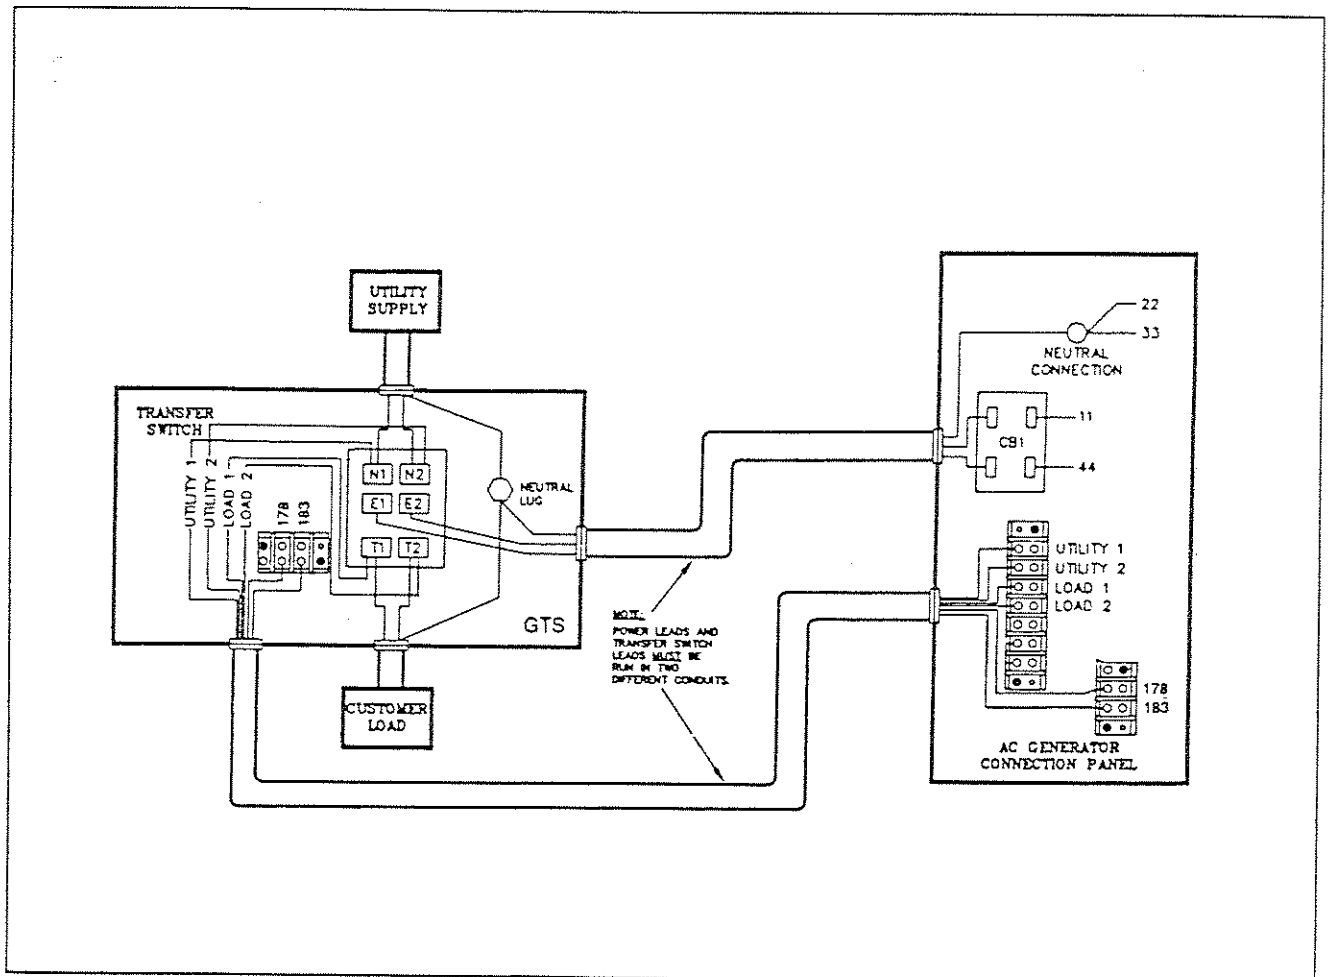 UTILITY
SUPPLY
TRANSFER
SWITCH
UTILITY 1
UTILITY 2
LOAD 1
LOAD 2
178
183
N1
N2
E1
E2
T1
T2
NEUTRAL
LUG
GTS
CUSTOMER
LOAD
NOTE:
POWER LEADS AND
TRANSFER SWITCH
LEADS MUST BE
RUN IN TWO
DIFFERENT CONDUITS.
22
33
NEUTRAL
CONNECTION
11
CB1
44
UTILITY 1
UTILITY 2
LOAD 1
LOAD 2
178
183
AC GENERATOR
CONNECTION PANEL